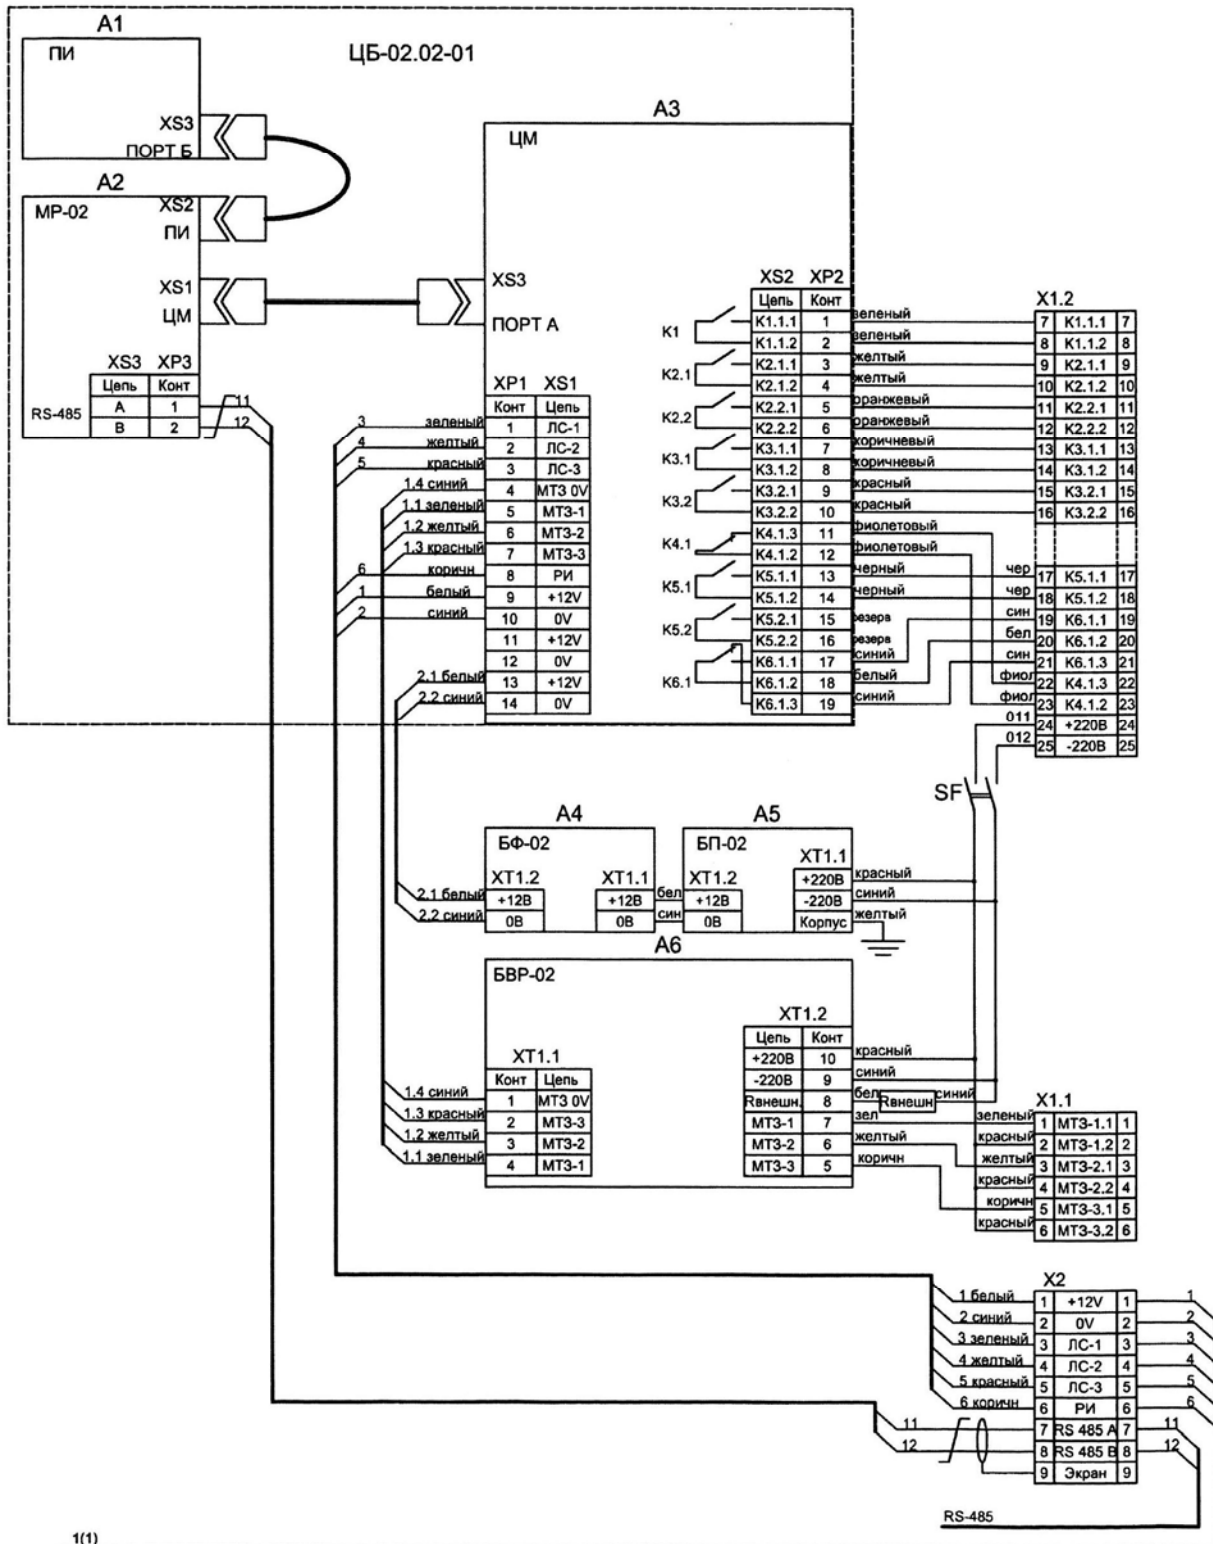 A1
ПИ
ЦБ-02.02-01
XS3
ПОРТ Б
A2
МР-02
XS2
ПИ
XS1
ЦМ
XS3 XP3
Цепь Конт
RS-485
A 1
B 2
11
12
A3
ЦМ
XS3
ПОРТ А
XP1 XS1
Конт Цепь
3 зеленый 1 ЛС-1
4 желтый 2 ЛС-2
5 красный 3 ЛС-3
1.4 синий 4 МТЗ 0V
1.1 зеленый 5 МТЗ-1
1.2 желтый 6 МТЗ-2
1.3 красный 7 МТЗ-3
6 коричн 8 РИ
1 белый 9 +12V
2 синий 10 0V
11 +12V
12 0V
2.1 белый 13 +12V
2.2 синий 14 0V
XS2 XP2
Цепь Конт
K1
K1.1.1 1 зеленый
K1.1.2 2 зеленый
K2.1
K2.1.1 3 желтый
K2.1.2 4 желтый
K2.2
K2.2.1 5 оранжевый
K2.2.2 6 оранжевый
K3.1
K3.1.1 7 коричневый
K3.1.2 8 коричневый
K3.2
K3.2.1 9 красный
K3.2.2 10 красный
K4.1
K4.1.3 11 фиолетовый
K4.1.2 12 фиолетовый
K5.1
K5.1.1 13 черный
K5.1.2 14 черный
K5.2
K5.2.1 15 резерв
K5.2.2 16 резерв
K6.1
K6.1.1 17 синий
K6.1.2 18 белый
K6.1.3 19 синий
X1.2
7 K1.1.1 7
8 K1.1.2 8
9 K2.1.1 9
10 K2.1.2 10
11 K2.2.1 11
12 K2.2.2 12
13 K3.1.1 13
14 K3.1.2 14
15 K3.2.1 15
16 K3.2.2 16
чер 17 K5.1.1 17
чер 18 K5.1.2 18
син 19 K6.1.1 19
бел 20 K6.1.2 20
син 21 K6.1.3 21
фиол 22 K4.1.3 22
фиол 23 K4.1.2 23
011 24 +220В 24
012 25 -220В 25
SF
A4
БФ-02
XT1.2 XT1.1
2.1 белый +12В +12В бел
2.2 синий 0В 0В син
A5
БП-02
XT1.1
XT1.2
+12В
0В
+220В красный
-220В синий
Корпус желтый
A6
БВР-02
XT1.2
Цепь Конт
+220В 10 красный
-220В 9 синий
Rвнешн. 8 бел Rвнешн синий
МТЗ-1 7 зел
МТЗ-2 6 желтый
МТЗ-3 5 коричн
XT1.1
Конт Цепь
1.4 синий 1 МТЗ 0V
1.3 красный 2 МТЗ-3
1.2 желтый 3 МТЗ-2
1.1 зеленый 4 МТЗ-1
X1.1
зеленый 1 МТЗ-1.1 1
красный 2 МТЗ-1.2 2
желтый 3 МТЗ-2.1 3
красный 4 МТЗ-2.2 4
коричн 5 МТЗ-3.1 5
красный 6 МТЗ-3.2 6
X2
1 белый 1 +12V 1 1
2 синий 2 0V 2 2
3 зеленый 3 ЛС-1 3 3
4 желтый 4 ЛС-2 4 4
5 красный 5 ЛС-3 5 5
6 коричн 6 РИ 6 6
11 7 RS 485 A 7 11
12 8 RS 485 B 8 12
9 Экран 9
RS-485
1(1)